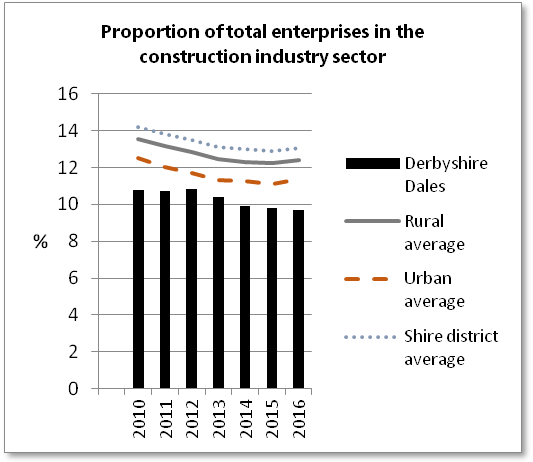 Proportion of total enterprises in the
construction industry sector
16
14
12
10
8
6
4
2
0
%
2010
2011
2012
2013
2014
2015
2016
Derbyshire
Dales
Rural
average
Urban
average
Shire district
average